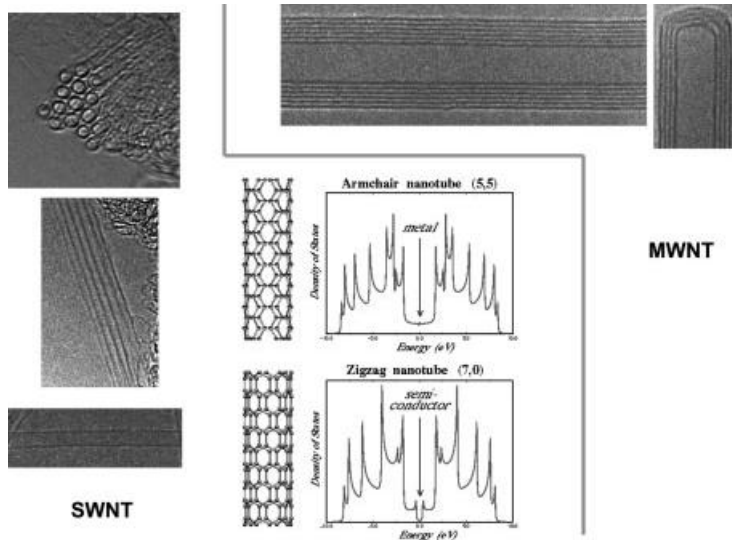 Armchair nanotube (5,5)
metal
Density of States
Energy (eV)
MWNT
Zigzag nanotube (7,0)
semi-
conductor
Density of States
Energy (eV)
SWNT